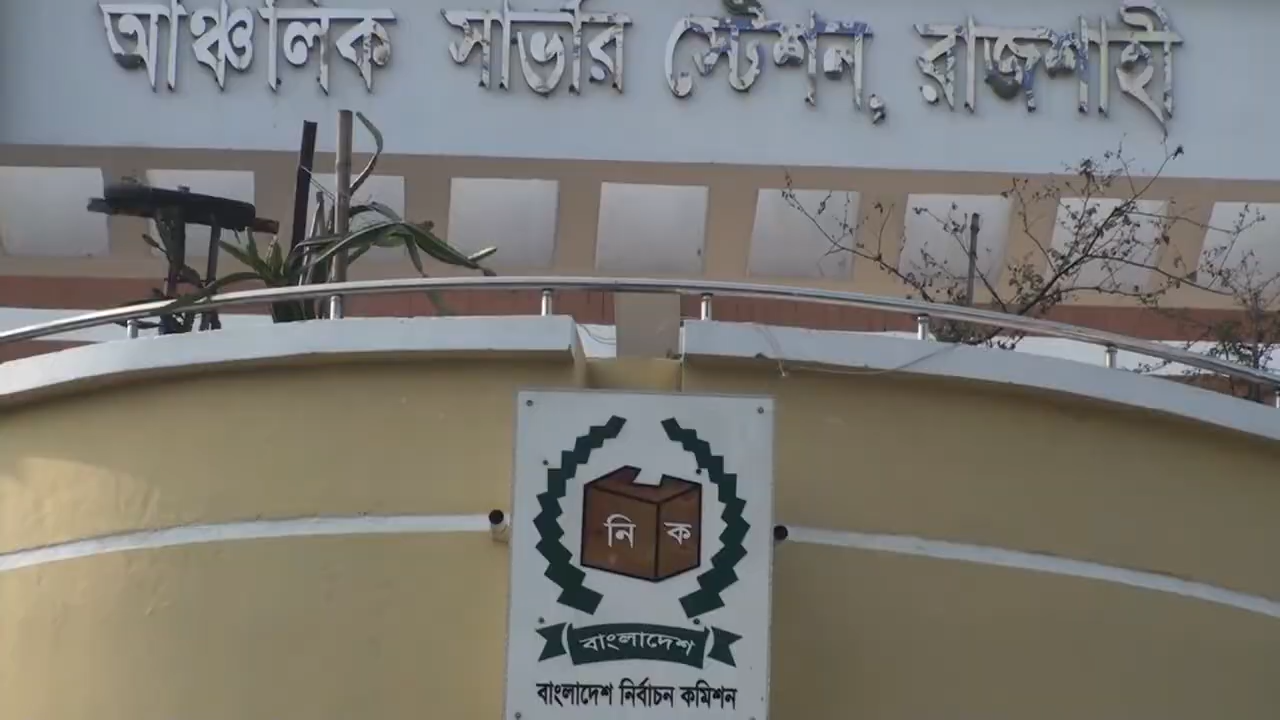 আঞ্চলিক সার্ভার স্টেশন, রাজশাহী
নি ক
বাংলাদেশ
বাংলাদেশ নির্বাচন কমিশন